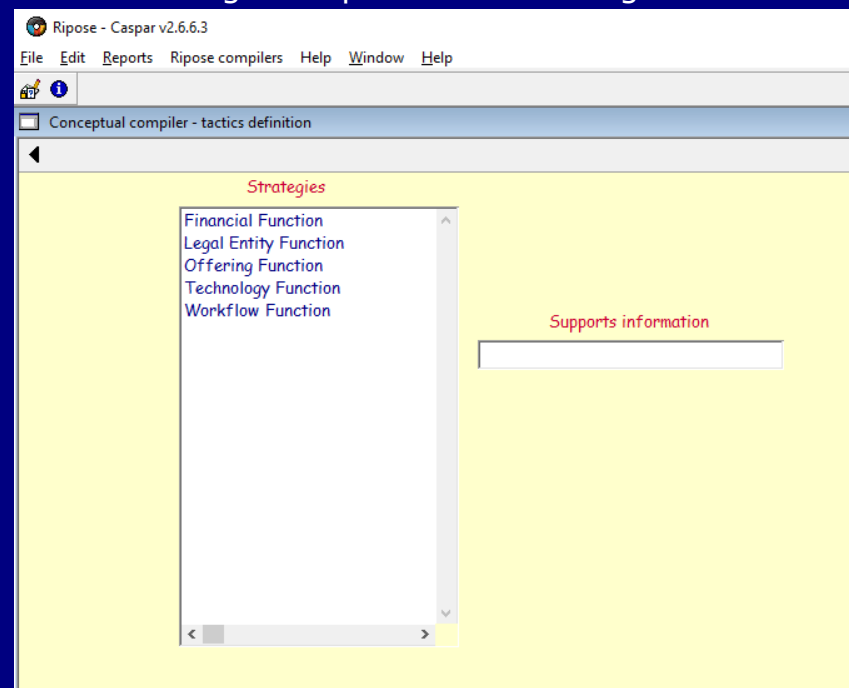 Ripose - Caspar v2.6.6.3
File Edit Reports Ripose compilers Help Window Help
Conceptual compiler - tactics definition
Strategies
Financial Function
Legal Entity Function
Offering Function
Technology Function
Workflow Function
Supports information